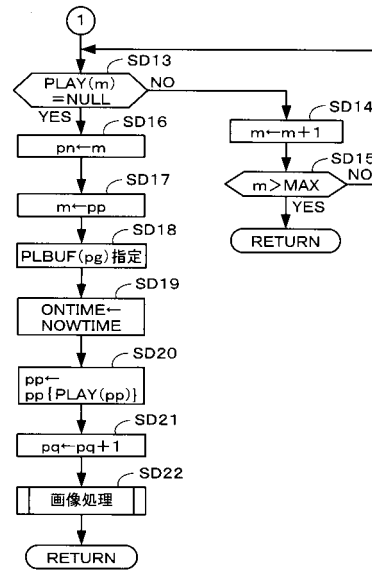 1
SD13
PLAY(m)
=NULL
NO
YES
SD14
m←m+1
SD15
m>MAX
NO
YES
RETURN
SD16
pn←m
SD17
m←pp
SD18
PLBUF(pg)指定
SD19
ONTIME←
NOWTIME
SD20
pp←
pp{PLAY(pp)}
SD21
pq←pq+1
SD22
画像処理
RETURN